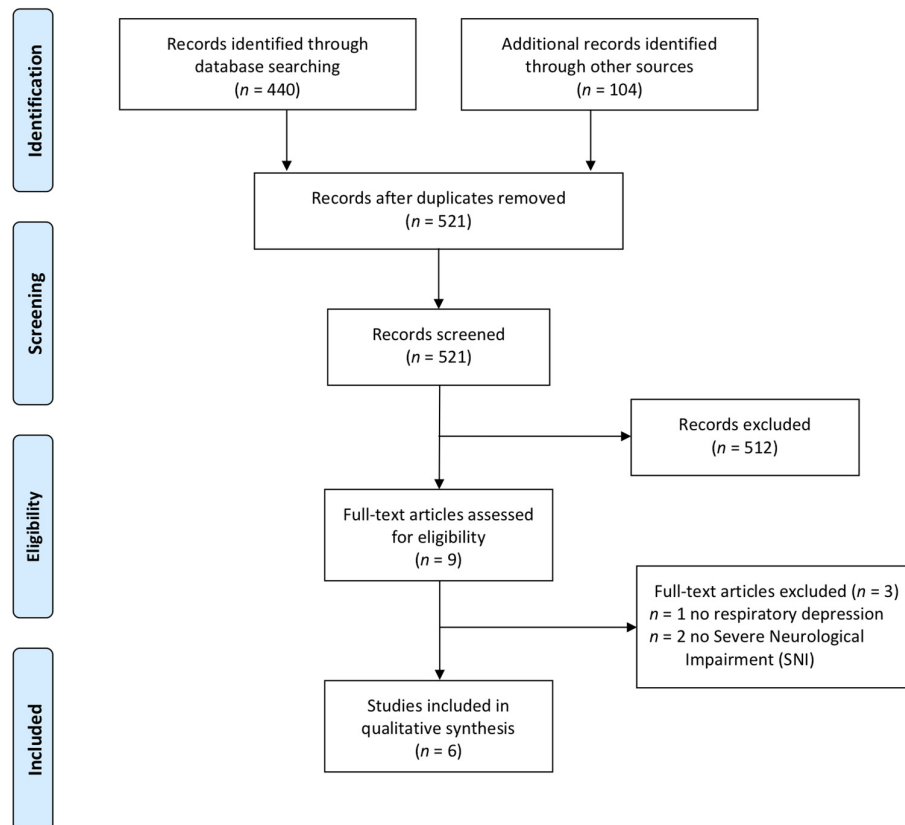 Identification
Records identified through
database searching
(n = 440)
Additional records identified
through other sources
(n = 104)
Records after duplicates removed
(n = 521)
Screening
Records screened
(n = 521)
Records excluded
(n = 512)
Eligibility
Full-text articles assessed
for eligibility
(n = 9)
Full-text articles excluded (n = 3)
n = 1 no respiratory depression
n = 2 no Severe Neurological
Impairment (SNI)
Included
Studies included in
qualitative synthesis
(n = 6)